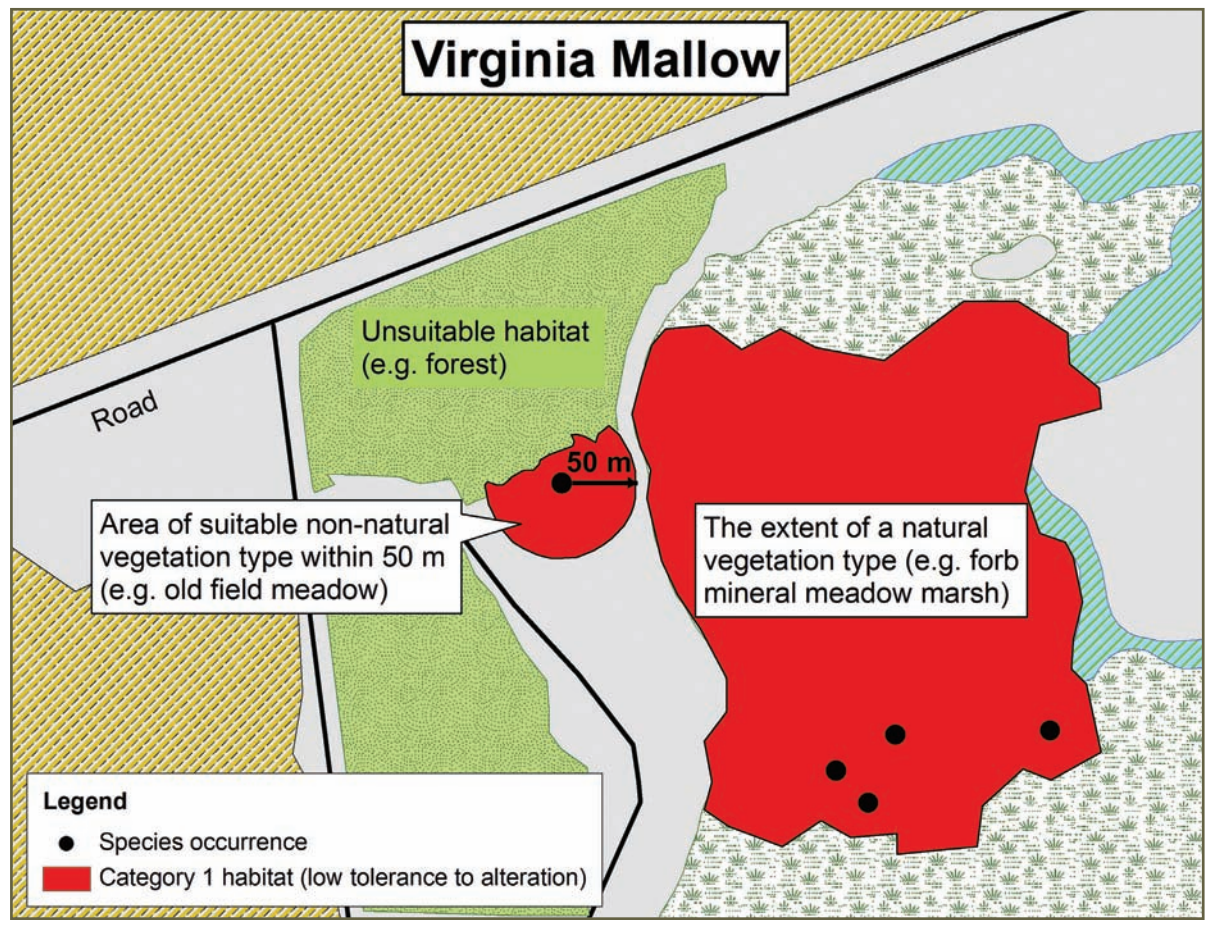 Virginia Mallow
Unsuitable habitat
(e.g. forest)
Road
50 m
Area of suitable non-natural
vegetation type within 50 m
(e.g. old field meadow)
The extent of a natural
vegetation type (e.g. forb
mineral meadow marsh)
Legend
Species occurrence
Category 1 habitat (low tolerance to alteration)